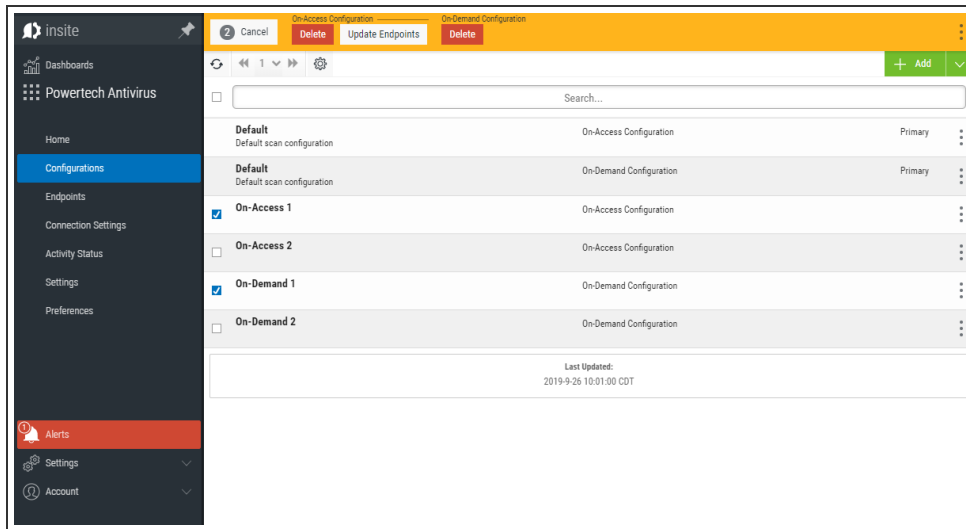 insite
Dashboards
Powertech Antivirus
Home
Configurations
Endpoints
Connection Settings
Activity Status
Settings
Preferences
1
Alerts
Settings
Account
On-Access Configuration
On-Demand Configuration
2 Cancel
Delete
Update Endpoints
Delete
1
+ Add
Search...
Default
Default scan configuration
On-Access Configuration
Primary
Default
Default scan configuration
On-Demand Configuration
Primary
On-Access 1
On-Access Configuration
On-Access 2
On-Access Configuration
On-Demand 1
On-Demand Configuration
On-Demand 2
On-Demand Configuration
Last Updated:
2019-9-26 10:01:00 CDT